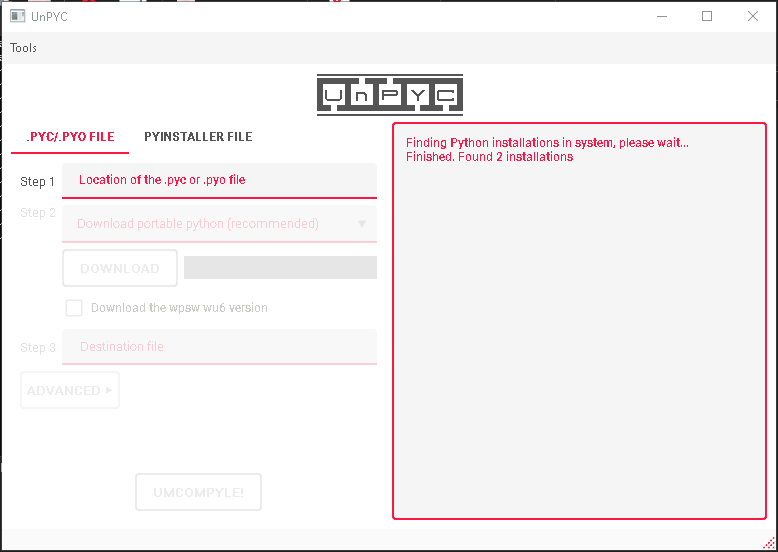 UnPYC
Tools
UnPYC
.PYC/.PYO FILE
PYINSTALLER FILE
Step 1
Location of the .pyc or .pyo file
Step 2
Download portable python (recommended)
DOWNLOAD
Download the wpsw wu6 version
Step 3
Destination file
ADVANCED
UMCOMPYLE!
Finding Python installations in system, please wait...
Finished. Found 2 installations